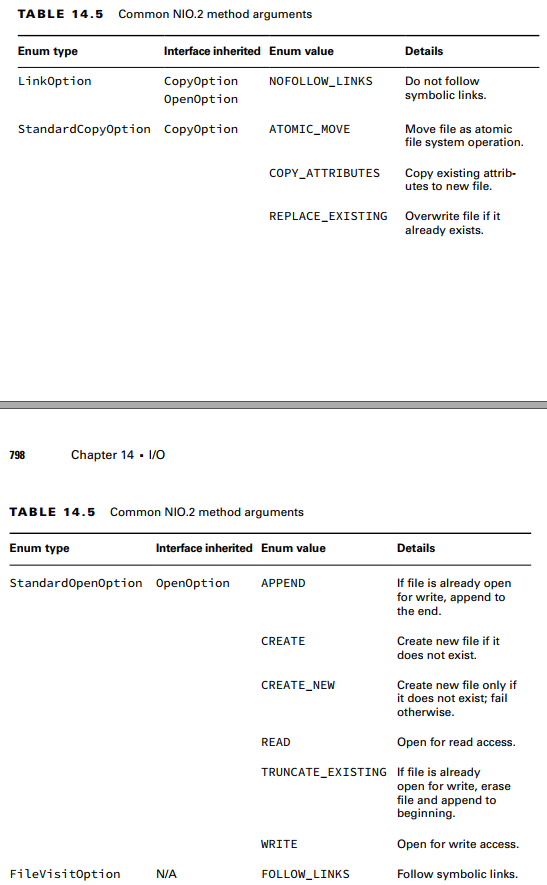 TABLE 14.5 Common NIO.2 method arguments
Enum type Interface inherited Enum value Details
LinkOption CopyOption NOFOLLOW_LINKS Do not follow
OpenOption symbolic links.
StandardCopyOption CopyOption ATOMIC_MOVE Move file as atomic
file system operation.
COPY_ATTRIBUTES Copy existing attrib-
utes to new file.
REPLACE_EXISTING Overwrite file if it
already exists.
798 Chapter 14 ▪ I/O
TABLE 14.5 Common NIO.2 method arguments
Enum type Interface inherited Enum value Details
StandardOpenOption OpenOption APPEND If file is already open
for write, append to
the end.
CREATE Create new file if it
does not exist.
CREATE_NEW Create new file only if
it does not exist; fail
otherwise.
READ Open for read access.
TRUNCATE_EXISTING If file is already
open for write, erase
file and append to
beginning.
WRITE Open for write access.
FileVisitOption N/A FOLLOW_LINKS Follow symbolic links.